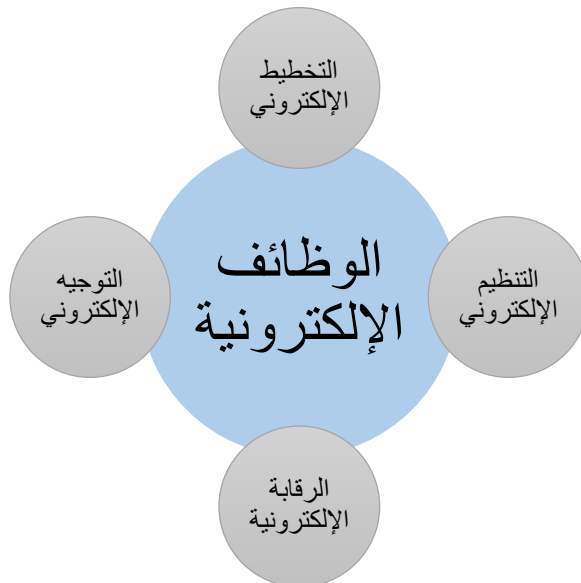 التخطيط
الإلكتروني
الوظائف
الإلكترونية
التنظيم
الإلكتروني
التوجيه
الإلكتروني
الرقابة
الإلكترونية